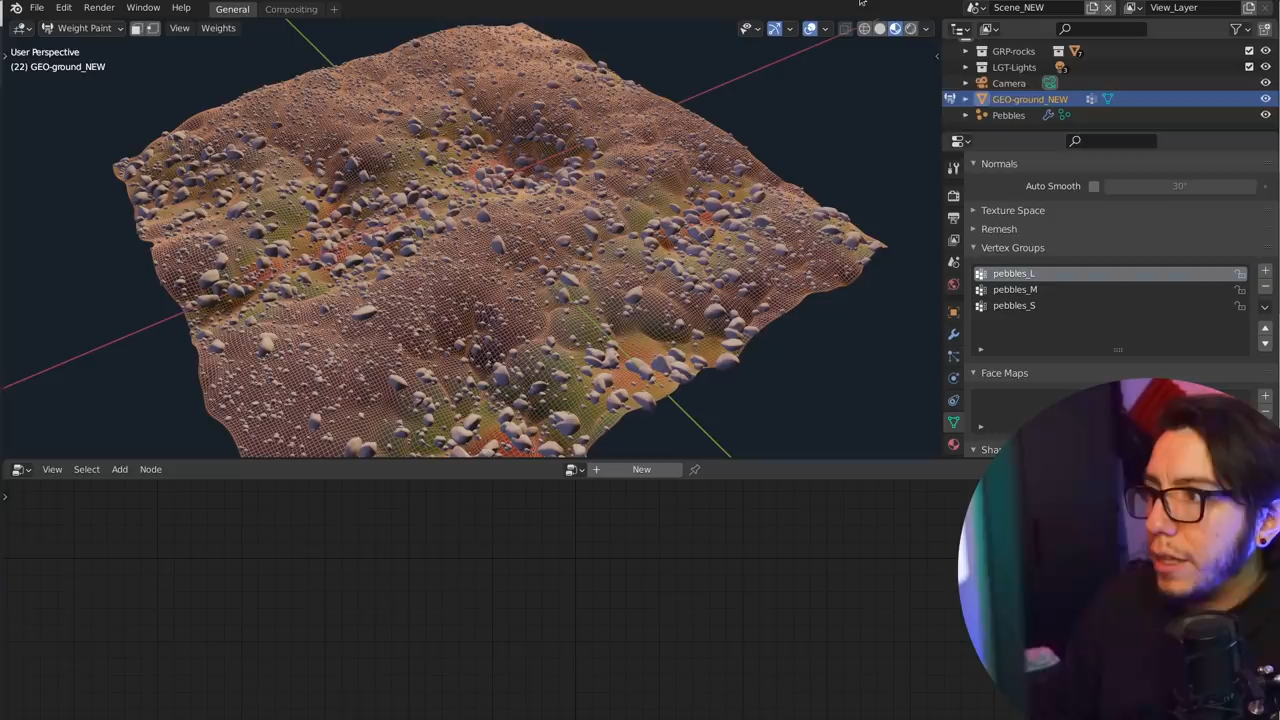 File Edit Render Window Help General Compositing + Scene_NEW View_Layer
Weight Paint View Weights
User Perspective
(22) GEO-ground_NEW
GRP-rocks 7
LGT-Lights 3
Camera
GEO-ground_NEW
Pebbles
Normals
Auto Smooth 30°
Texture Space
Remesh
Vertex Groups
pebbles_L
pebbles_M
pebbles_S
Face Maps
View Select Add Node + New